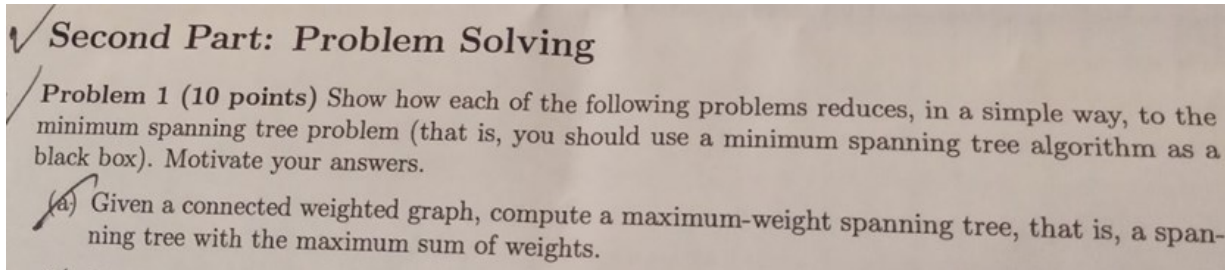 Second Part: Problem Solving
Problem 1 (10 points) Show how each of the following problems reduces, in a simple way, to the
minimum spanning tree problem (that is, you should use a minimum spanning tree algorithm as a
black box). Motivate your answers.
(a) Given a connected weighted graph, compute a maximum-weight spanning tree, that is, a span-
ning tree with the maximum sum of weights.